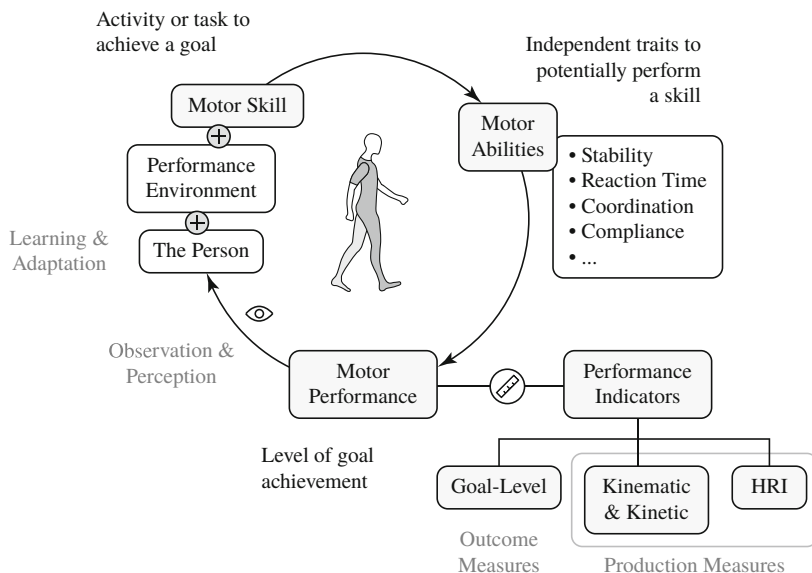 Activity or task to
achieve a goal
Independent traits to
potentially perform
a skill
Motor Skill
Motor
Abilities
• Stability
• Reaction Time
• Coordination
• Compliance
• ...
Performance
Environment
The Person
Learning &
Adaptation
Observation &
Perception
Motor
Performance
Performance
Indicators
Level of goal
achievement
Goal-Level
Kinematic
& Kinetic
HRI
Outcome
Measures
Production Measures